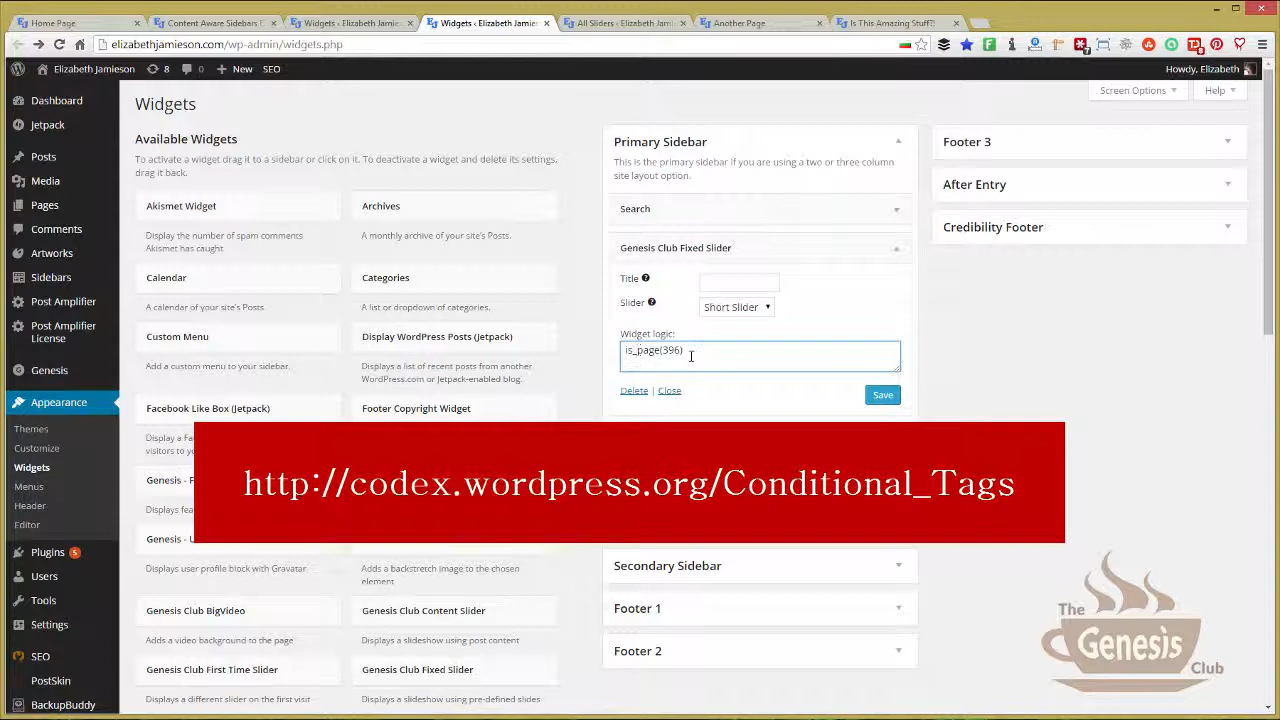 Home Page
Content Aware Sidebars
Widgets ‹ Elizabeth Jamie
Widgets ‹ Elizabeth Jamie
All Sliders ‹ Elizabeth Jami
Another Page
Is This Amazing Stuff?!
elizabethjamieson.com/wp-admin/widgets.php
Elizabeth Jamieson
8
0
New
SEO
Howdy, Elizabeth
Dashboard
Jetpack
Posts
Media
Pages
Comments
Artworks
Sidebars
Post Amplifier
Post Amplifier
License
Genesis
Appearance
Themes
Customize
Widgets
Menus
Header
Editor
Plugins 5
Users
Tools
Settings
SEO
PostSkin
BackupBuddy
Screen Options
Help
Widgets
Available Widgets
To activate a widget drag it to a sidebar or click on it. To deactivate a widget and delete its settings,
drag it back.
Akismet Widget
Display the number of spam comments
Akismet has caught
Archives
A monthly archive of your site's Posts.
Calendar
A calendar of your site's Posts.
Categories
A list or dropdown of categories.
Custom Menu
Add a custom menu to your sidebar.
Display WordPress Posts (Jetpack)
Displays a list of recent posts from another
WordPress.com or Jetpack-enabled blog.
Facebook Like Box (Jetpack)
Footer Copyright Widget
Display a Fa
visitors to yo
Genesis - F
Displays fea
Genesis - U
Displays user profile block with Gravatar
Adds a backstretch image to the chosen
element
Genesis Club BigVideo
Adds a video background to the page
Genesis Club Content Slider
Displays a slideshow using post content
Genesis Club First Time Slider
Displays a different slider on the first visit
Genesis Club Fixed Slider
Displays a slideshow using pre-defined slides
Primary Sidebar
This is the primary sidebar if you are using a two or three column
site layout option.
Search
Genesis Club Fixed Slider
Title
Slider
Short Slider
Widget logic:
is_page(396)
Delete | Close
Save
Secondary Sidebar
Footer 1
Footer 2
Footer 3
After Entry
Credibility Footer
http://codex.wordpress.org/Conditional_Tags
The
Genesis
Club